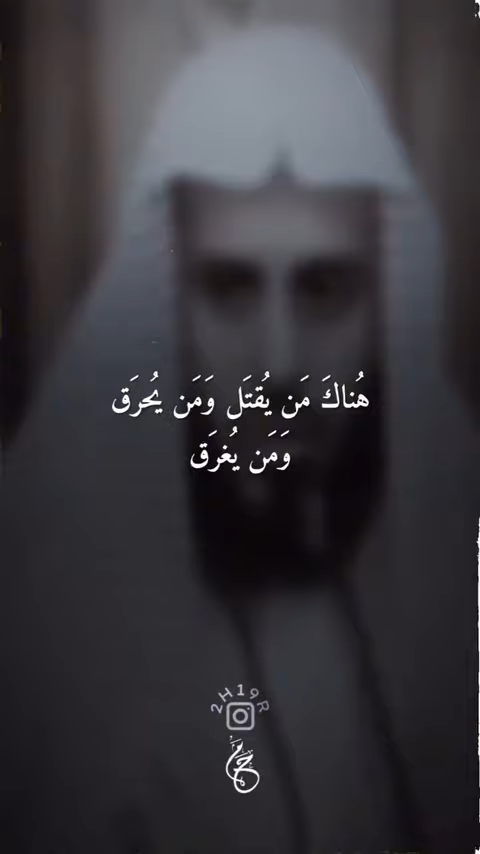 هُناكَ مَن يُقتَل وَمَن يُحرَق
وَمَن يُغرَق
2H19R